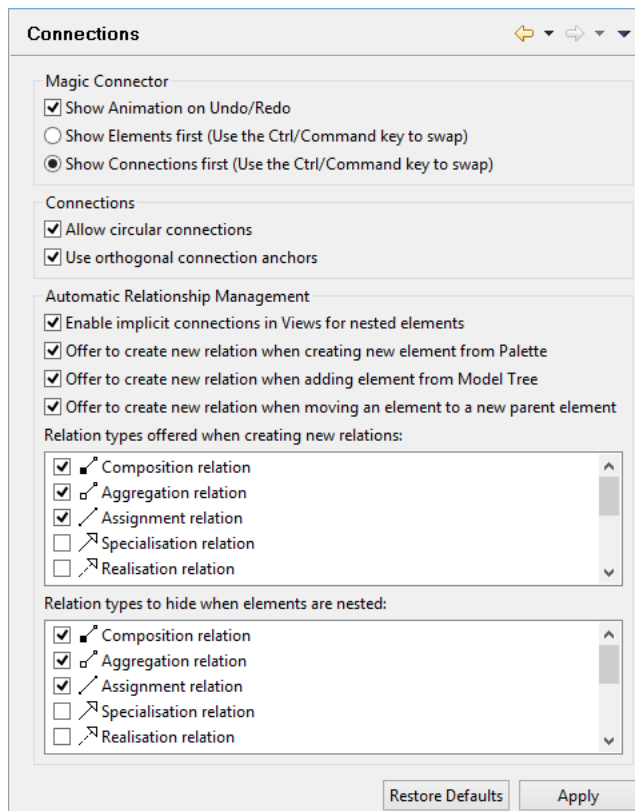 Connections
Magic Connector
Show Animation on Undo/Redo
Show Elements first (Use the Ctrl/Command key to swap)
Show Connections first (Use the Ctrl/Command key to swap)
Connections
Allow circular connections
Use orthogonal connection anchors
Automatic Relationship Management
Enable implicit connections in Views for nested elements
Offer to create new relation when creating new element from Palette
Offer to create new relation when adding element from Model Tree
Offer to create new relation when moving an element to a new parent element
Relation types offered when creating new relations:
Composition relation
Aggregation relation
Assignment relation
Specialisation relation
Realisation relation
Relation types to hide when elements are nested:
Composition relation
Aggregation relation
Assignment relation
Specialisation relation
Realisation relation
Restore Defaults Apply